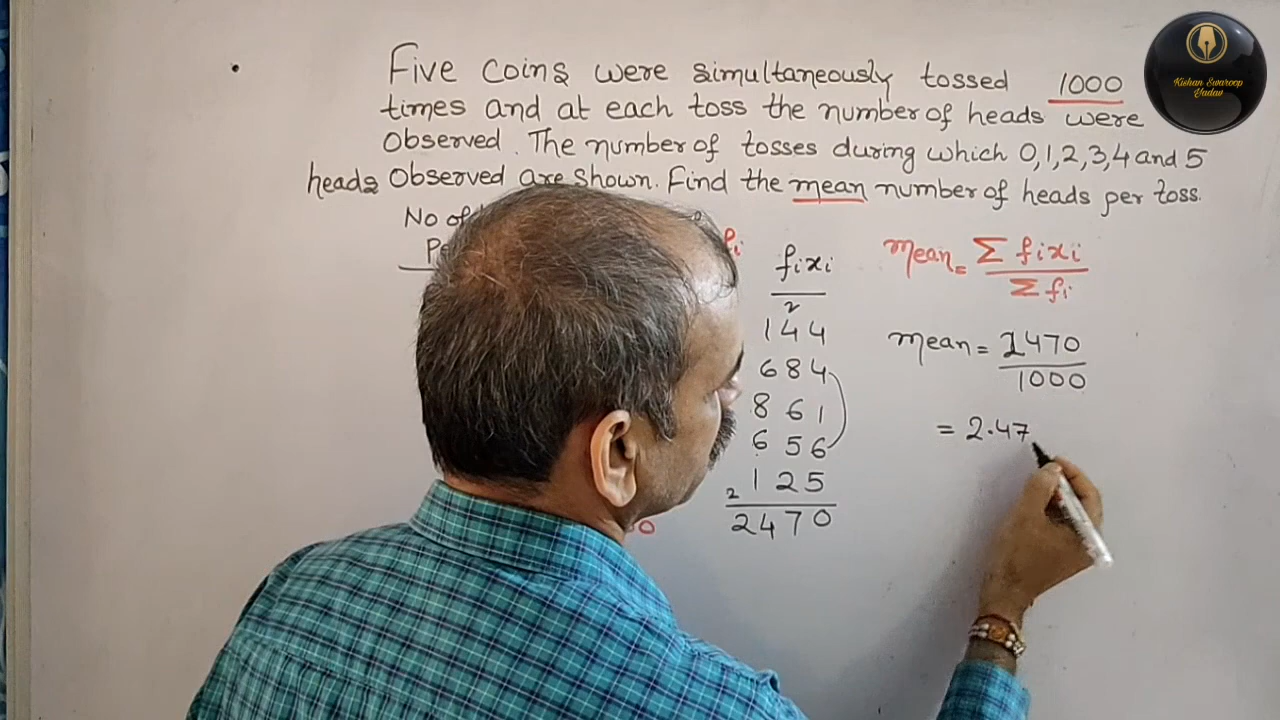 Five coins were simultaneously tossed 1000
times and at each toss the number of heads were
Observed. The number of tosses during which 0,1,2,3,4 and 5
heads Observed are shown. Find the mean number of heads per toss.
No of
fi
fixi
2
144
684
861
656
2 125
2470
Mean = Σ fixi
Σ fi
mean = 2470
1000
= 2.47
Kishan Swaroop
Yadav